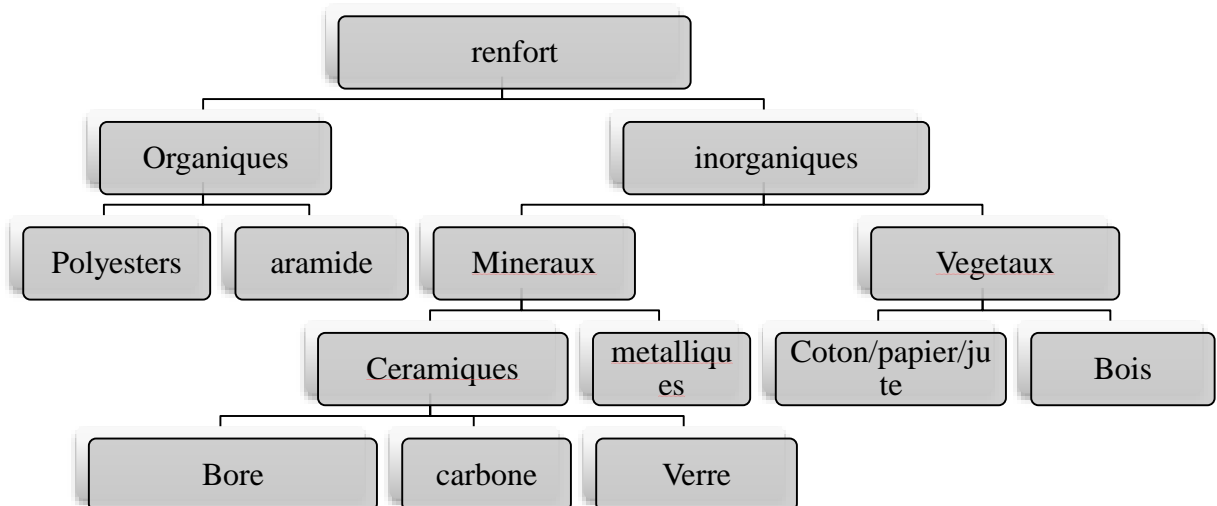 renfort
Organiques
inorganiques
Polyesters
aramide
Mineraux
Vegetaux
Ceramiques
metalliqu
es
Coton/papier/ju
te
Bois
Bore
carbone
Verre